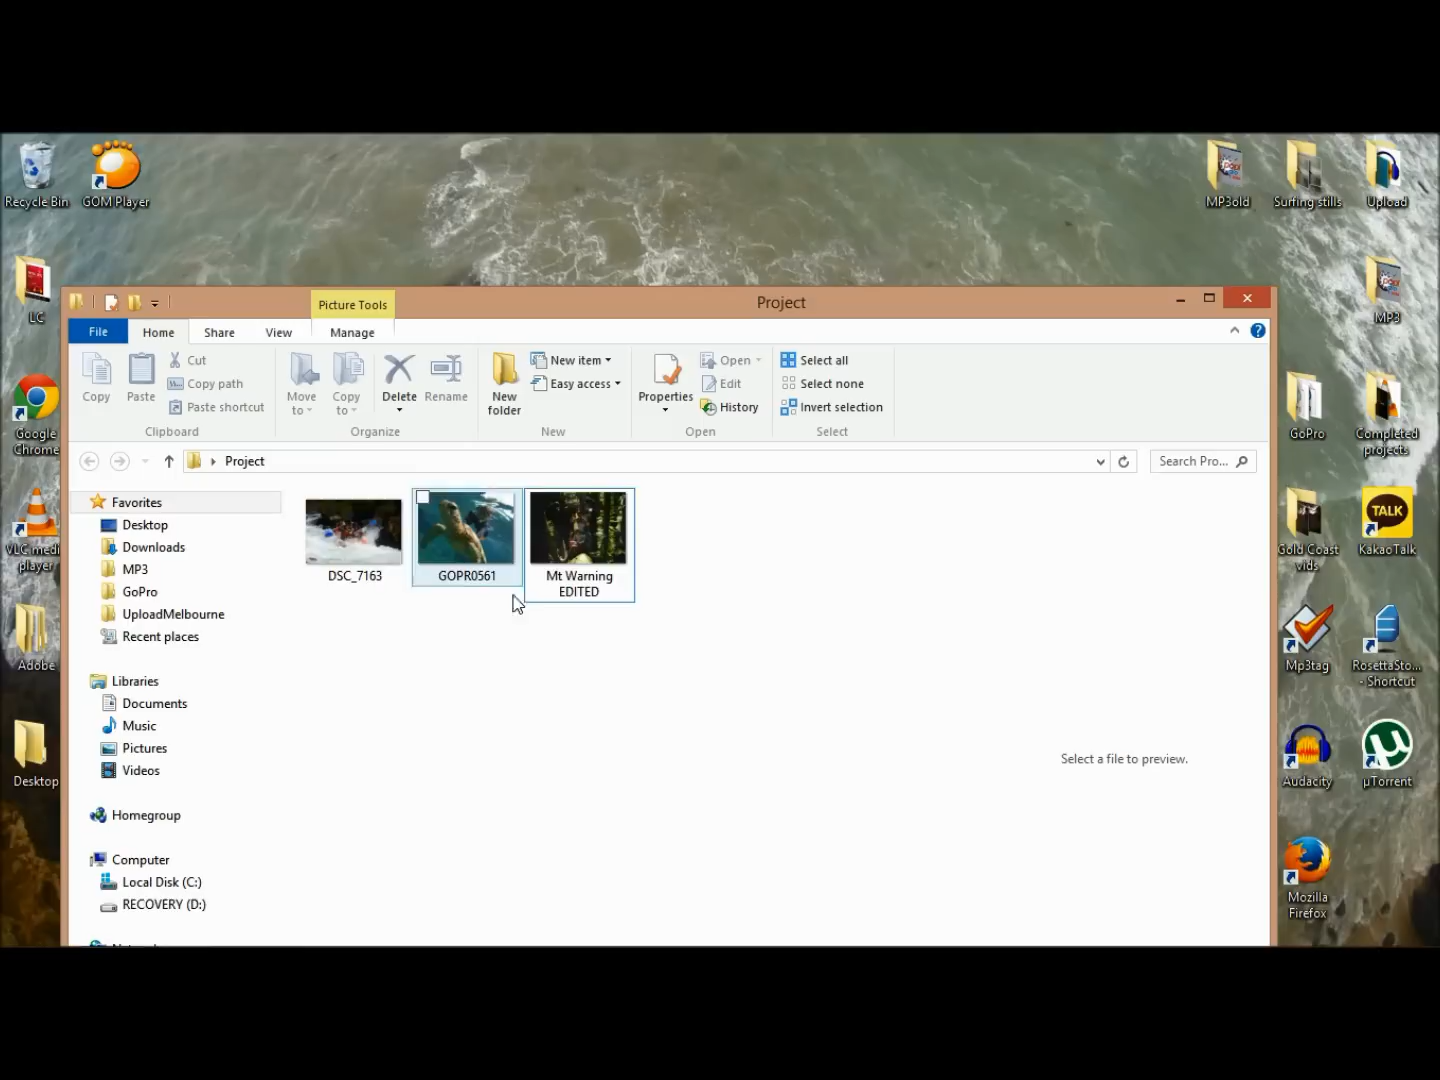 Recycle Bin
GOM Player
MP3old
Surfing stills
Upload
LC
MP3
Picture Tools
Project
File
Home
Share
View
Manage
Copy
Paste
Cut
Copy path
Paste shortcut
Clipboard
Move
to
Copy
to
Delete
Rename
Organize
New
folder
New item
Easy access
New
Properties
Open
Edit
History
Open
Select all
Select none
Invert selection
Select
Google
Chrome
GoPro
Completed
projects
Project
Search Pro...
Favorites
Desktop
Downloads
MP3
GoPro
UploadMelbourne
Recent places
Libraries
Documents
Music
Pictures
Videos
Homegroup
Computer
Local Disk (C:)
RECOVERY (D:)
DSC_7163
GOPR0561
Mt Warning
EDITED
Select a file to preview.
VLC medi
player
Adobe
Desktop
TALK
Gold Coast
vids
KakaoTalk
Mp3tag
RosettaSto...
- Shortcut
Audacity
µTorrent
Mozilla
Firefox